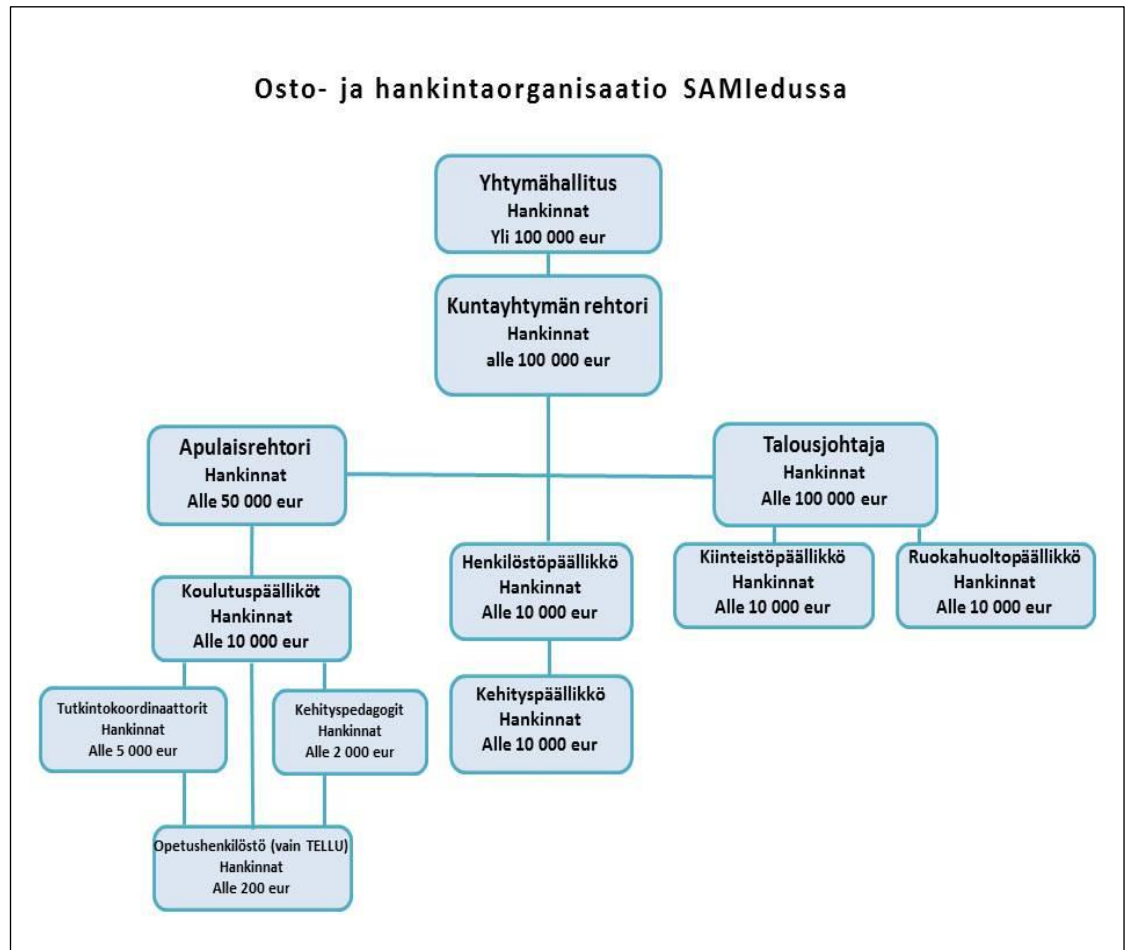 Osto- ja hankintaorganisaatio SAMIedussa
Yhtymähallitus
Hankinnat
Yli 100 000 eur
Kuntayhtymän rehtori
Hankinnat
alle 100 000 eur
Apulaisrehtori
Hankinnat
Alle 50 000 eur
Talousjohtaja
Hankinnat
Alle 100 000 eur
Koulutuspäälliköt
Hankinnat
Alle 10 000 eur
Henkilöstöpäällikkö
Hankinnat
Alle 10 000 eur
Kiinteistöpäällikkö
Hankinnat
Alle 10 000 eur
Ruokahuoltopäällikkö
Hankinnat
Alle 10 000 eur
Tutkintokoordinaattorit
Hankinnat
Alle 5 000 eur
Kehityspedagogit
Hankinnat
Alle 2 000 eur
Kehityspäällikkö
Hankinnat
Alle 10 000 eur
Opetushenkilöstö (vain TELLU)
Hankinnat
Alle 200 eur